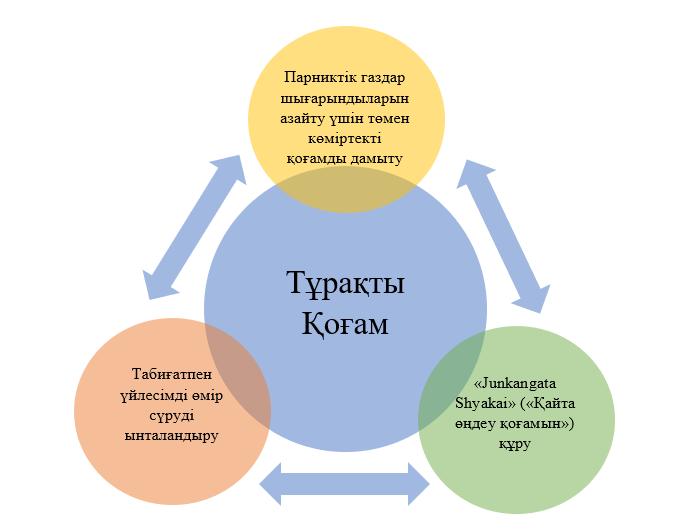 Парниктік газдар
шығарындыларын
азайту үшін төмен
көміртекті
қоғамды дамыту
Тұрақты
Қоғам
Табиғатпен
үйлесімді өмір
сүруді
ынталандыру
«Junkangata
Shyakai» («Қайта
өңдеу қоғамын»)
құру